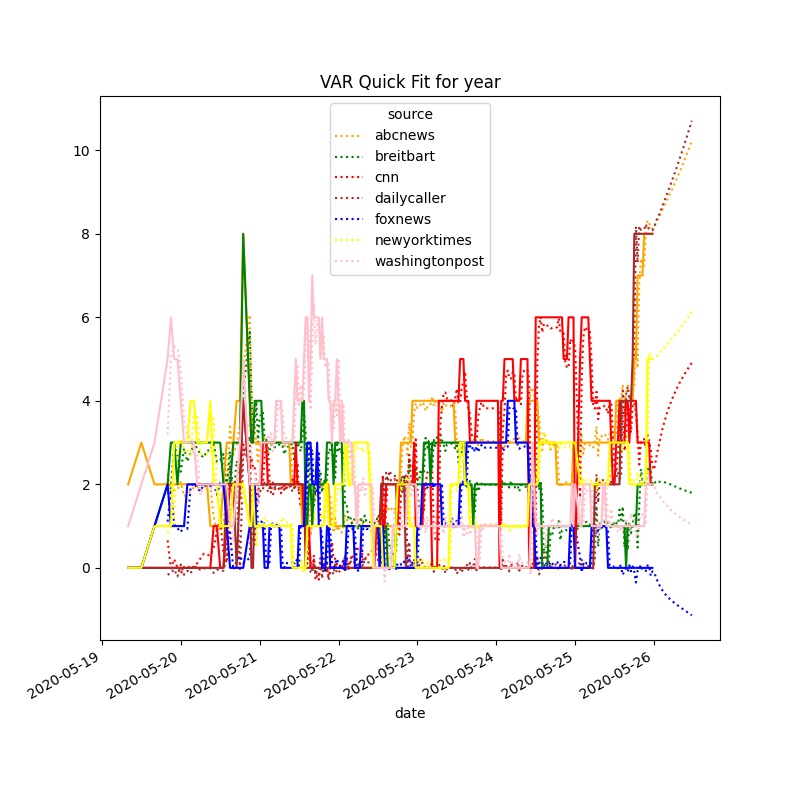 VAR Quick Fit for year
source
abcnews
breitbart
cnn
dailycaller
foxnews
newyorktimes
washingtonpost
10
8
6
4
2
0
2020-05-19
2020-05-20
2020-05-21
2020-05-22
2020-05-23
2020-05-24
2020-05-25
2020-05-26
date